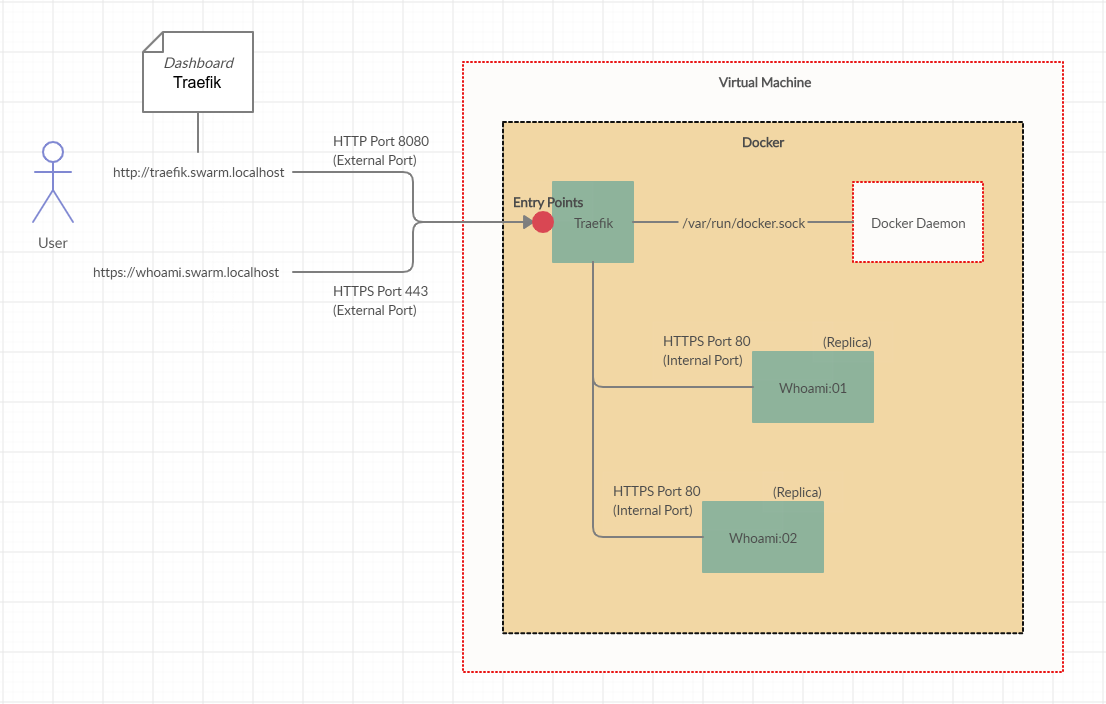 Dashboard
Traefik
Virtual Machine
Docker
HTTP Port 8080
(External Port)
http://traefik.swarm.localhost
Entry Points
Traefik
/var/run/docker.sock
Docker Daemon
User
https://whoami.swarm.localhost
HTTPS Port 443
(External Port)
HTTPS Port 80
(Internal Port)
(Replica)
Whoami:01
HTTPS Port 80
(Internal Port)
(Replica)
Whoami:02